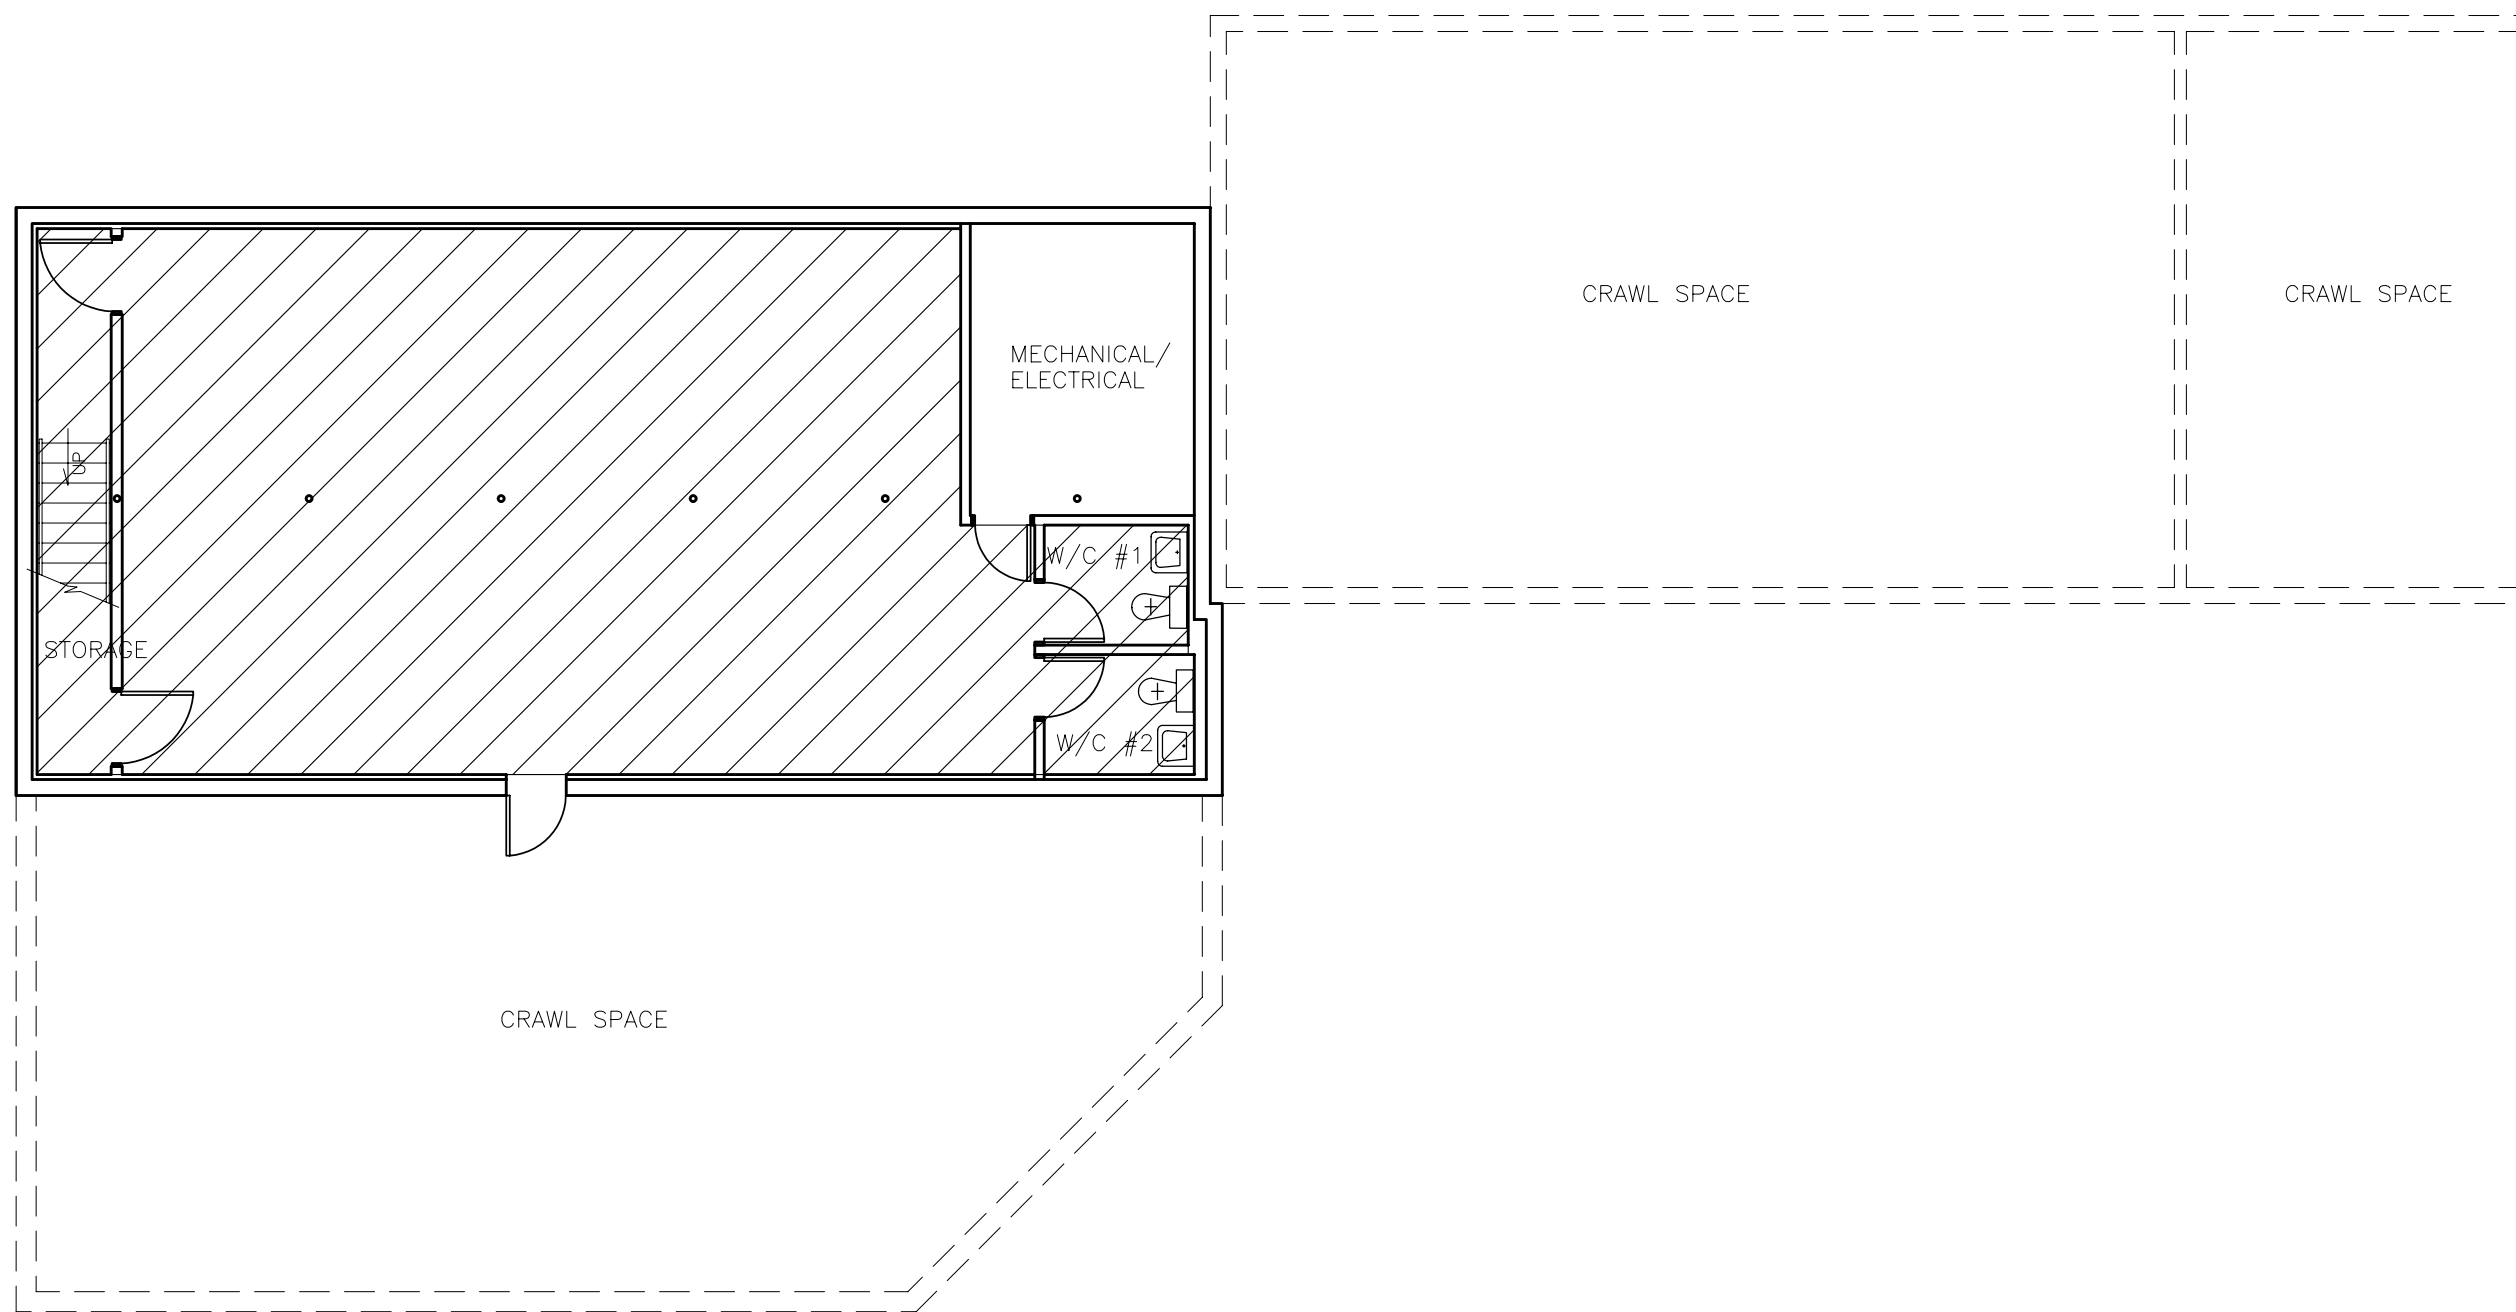 CRAWL SPACE
CRAWL SPACE
MECHANICAL/
ELECTRICAL
UP
W/C #1
STORAGE
W/C #2
CRAWL SPACE